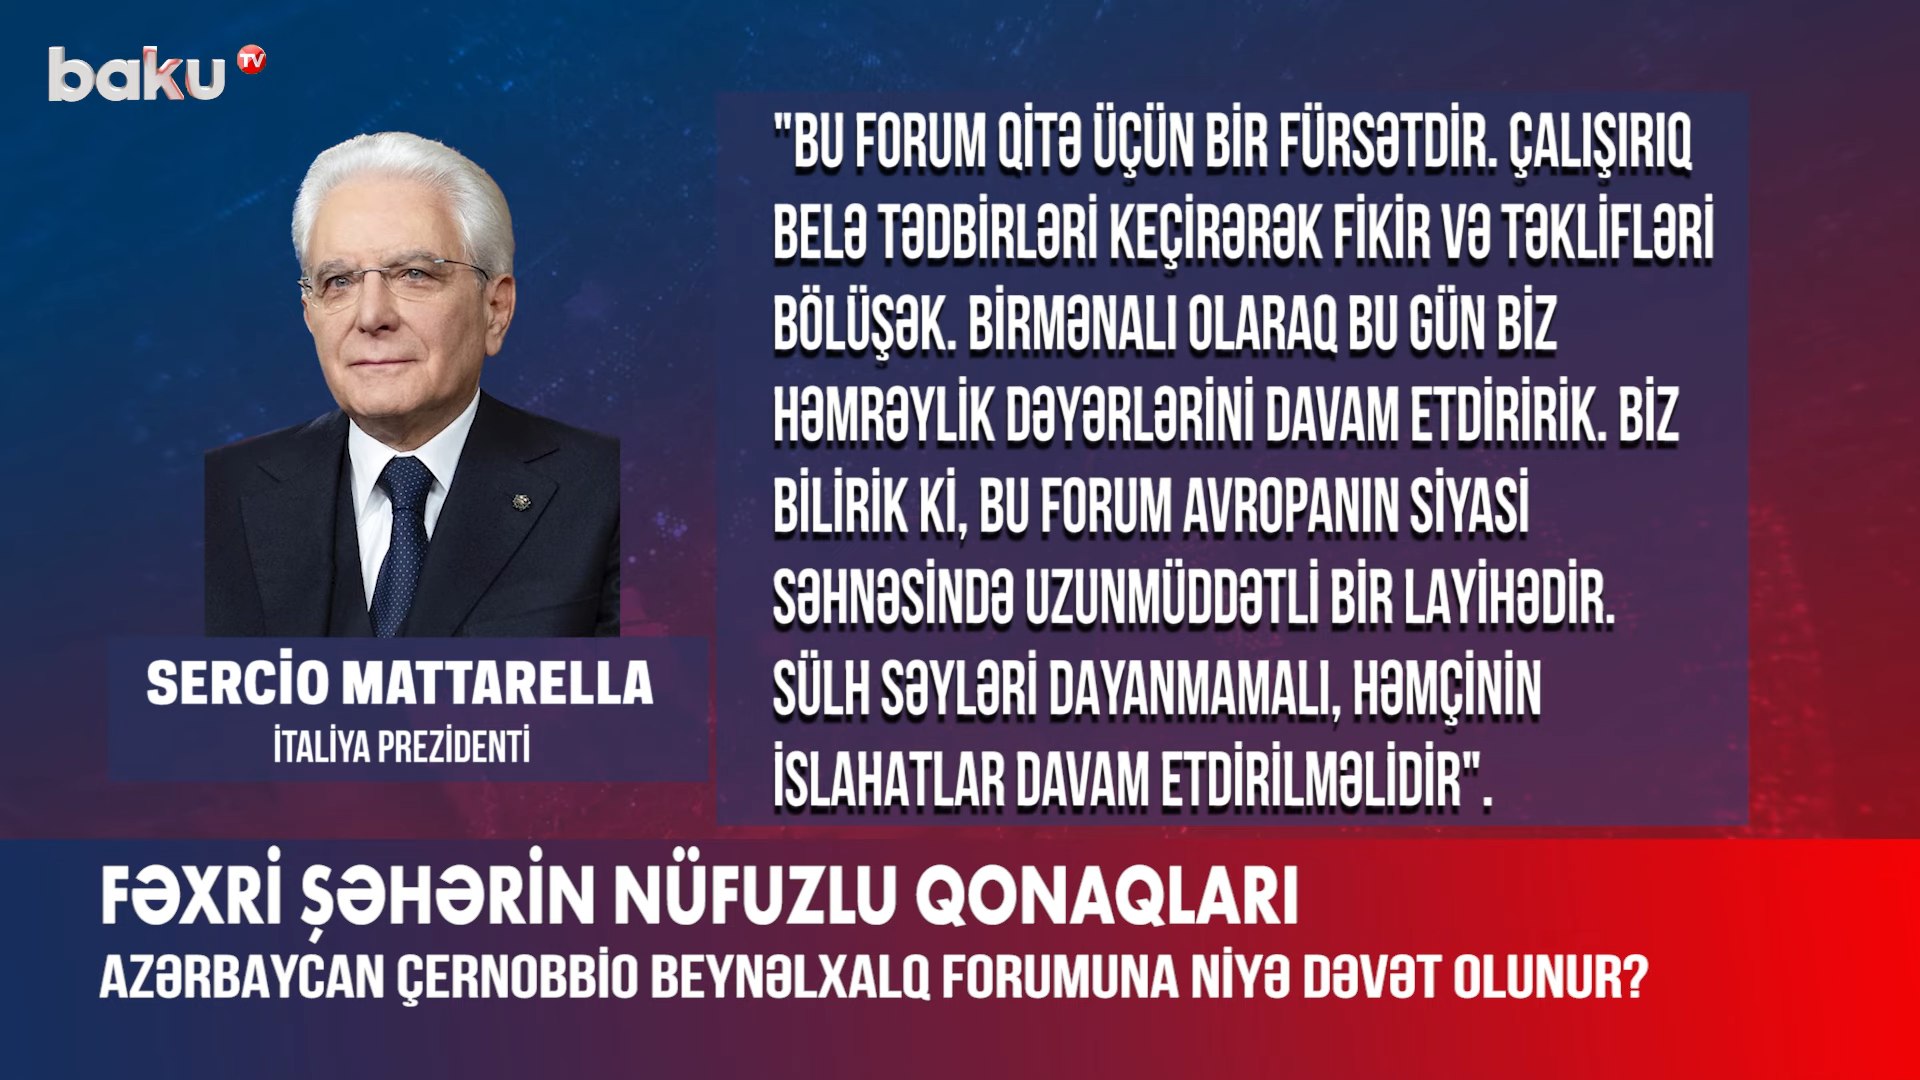 baku TV
"BU FORUM QİTƏ ÜÇÜN BİR FÜRSƏTDİR. ÇALIŞIRIQ
BELƏ TƏDBİRLƏRİ KEÇİRƏRƏK FİKİR VƏ TƏKLİFLƏRİ
BÖLÜŞƏK. BİRMƏNALI OLARAQ BU GÜN BİZ
HƏMRƏYLİK DƏYƏRLƏRİNİ DAVAM ETDİRİRİK. BİZ
BİLİRİK Kİ, BU FORUM AVROPANIN SİYASİ
SƏHNƏSİNDƏ UZUNMÜDDƏTLİ BİR LAYİHƏDİR.
SÜLH SƏYLƏRİ DAYANMAMALI, HƏMÇİNİN
İSLAHATLAR DAVAM ETDİRİLMƏLİDİR".
SERCİO MATTARELLA
İTALİYA PREZİDENTİ
FƏXRİ ŞƏHƏRİN NÜFUZLU QONAQLARI
AZƏRBAYCAN ÇERNOBBİO BEYNƏLXALQ FORUMUNA NİYƏ DƏVƏT OLUNUR?